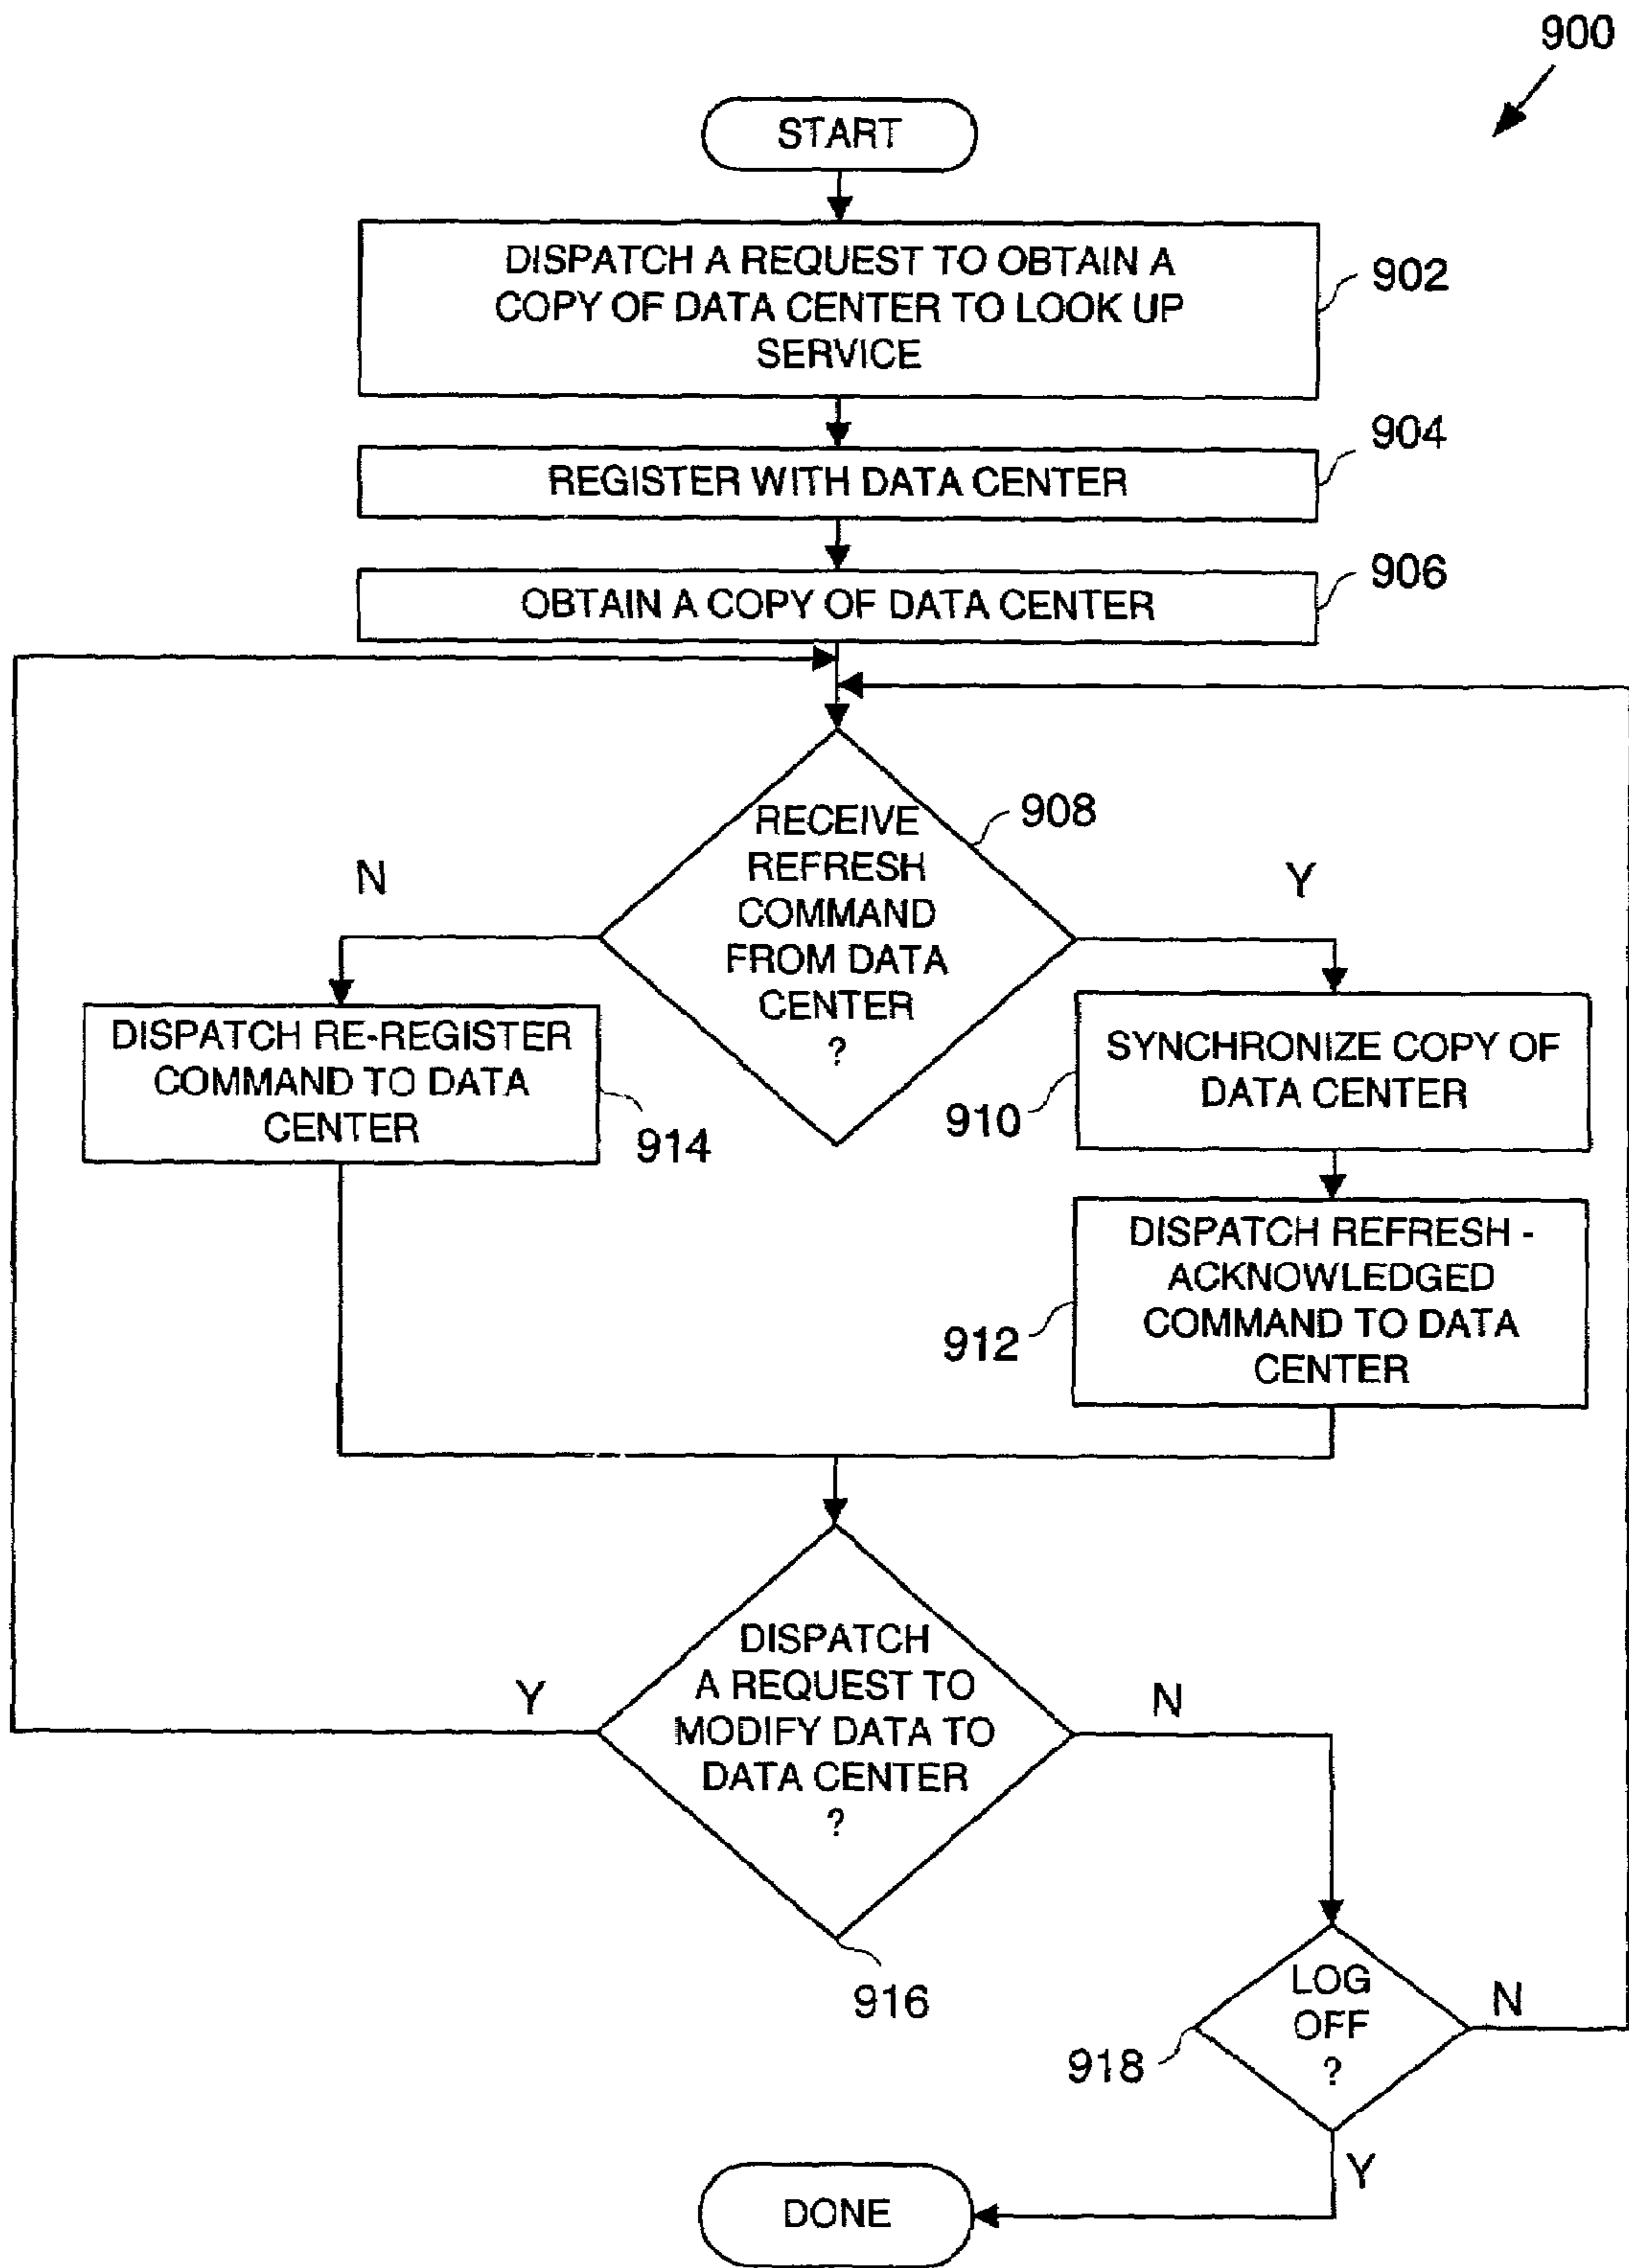 900
START
DISPATCH A REQUEST TO OBTAIN A
COPY OF DATA CENTER TO LOOK UP
SERVICE
902
904
REGISTER WITH DATA CENTER
906
OBTAIN A COPY OF DATA CENTER
RECEIVE
REFRESH
COMMAND
FROM DATA
CENTER
?
908
N
Y
DISPATCH RE-REGISTER
COMMAND TO DATA
CENTER
914
SYNCHRONIZE COPY OF
DATA CENTER
910
DISPATCH REFRESH -
ACKNOWLEDGED
COMMAND TO DATA
CENTER
912
DISPATCH
A REQUEST TO
MODIFY DATA TO
DATA CENTER
?
Y
N
916
LOG
OFF
?
N
918
Y
DONE